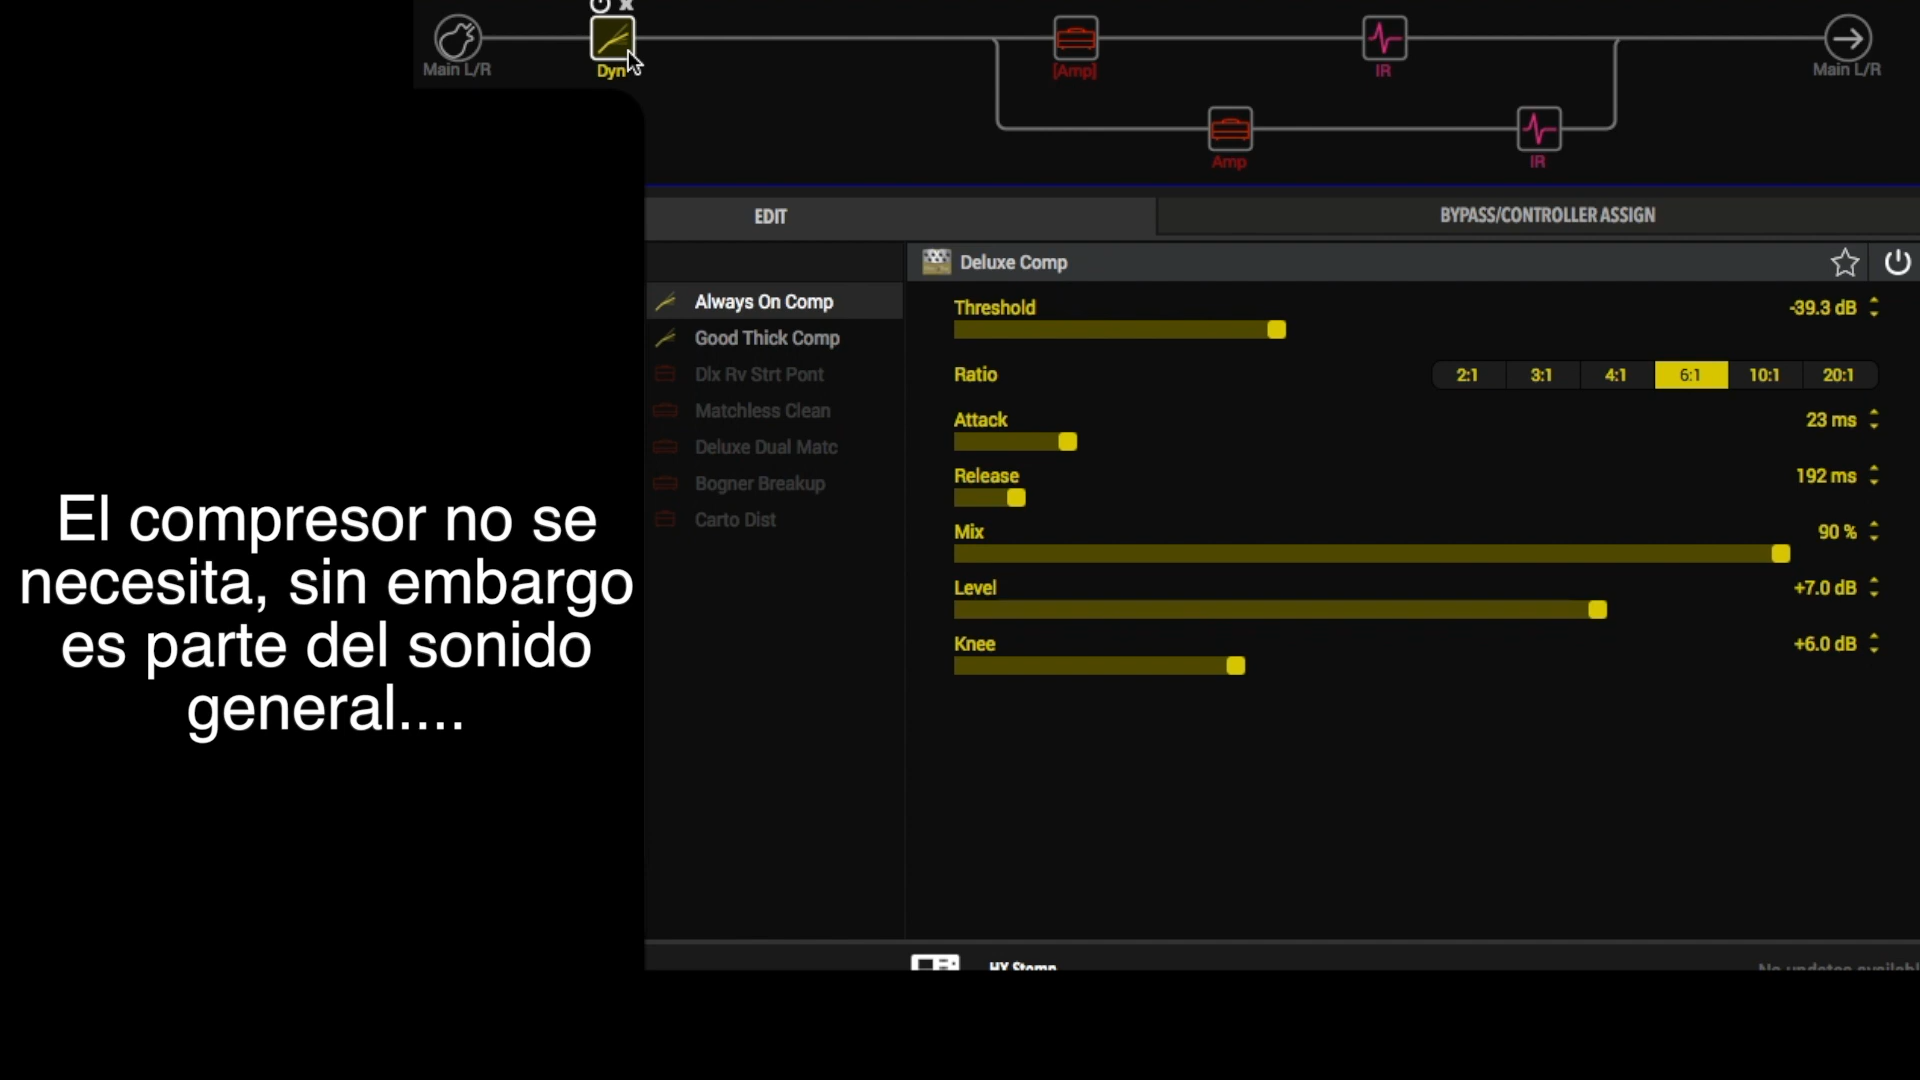 Main L/R
Dyn
[Amp]
IR
Main L/R
Amp
IR
EDIT
BYPASS/CONTROLLER ASSIGN
Deluxe Comp
Always On Comp
Good Thick Comp
Dlx Rv Strt Pont
Matchless Clean
Deluxe Dual Matc
Bogner Breakup
Carto Dist
Threshold -39.3 dB
Ratio 2:1 3:1 4:1 6:1 10:1 20:1
Attack 23 ms
Release 192 ms
Mix 90 %
Level +7.0 dB
Knee +6.0 dB
El compresor no se
necesita, sin embargo
es parte del sonido
general....
HX Stomp
No updates availabl